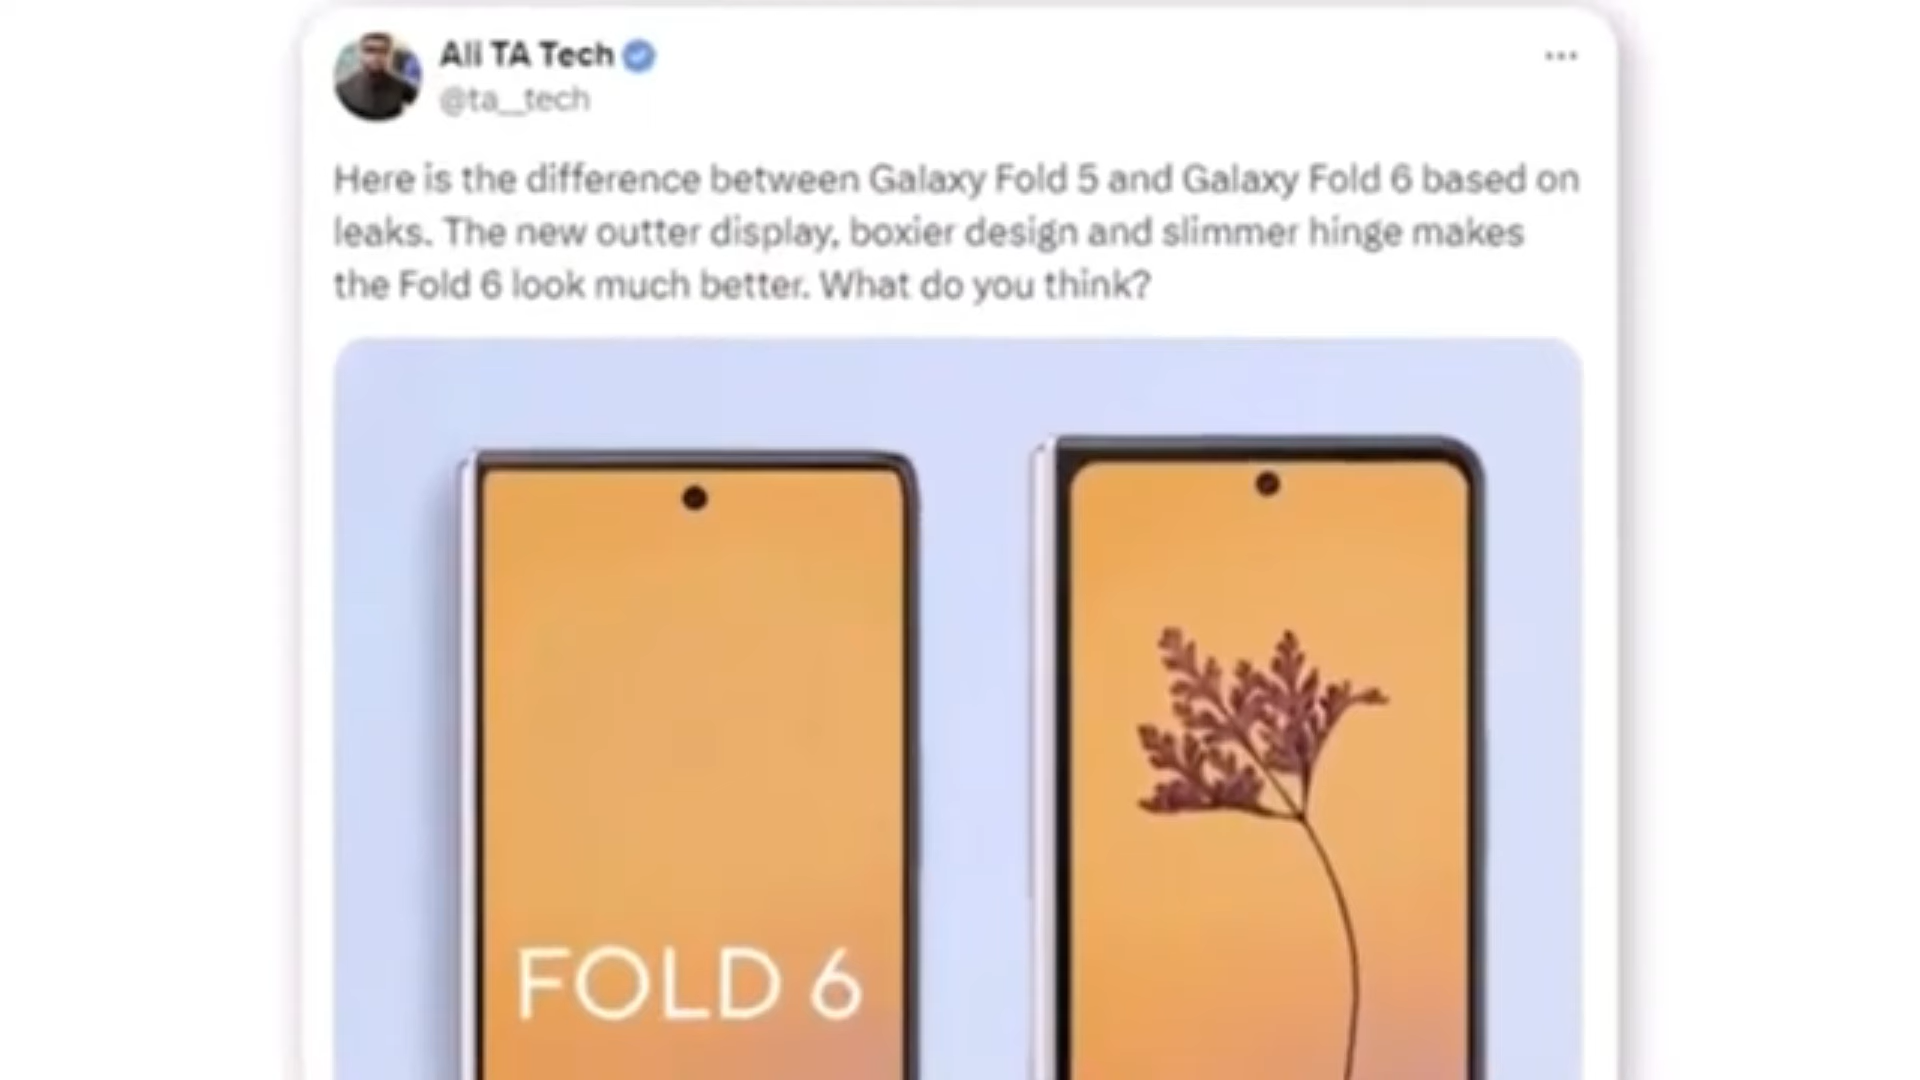 Ali TA Tech
@ta__tech
Here is the difference between Galaxy Fold 5 and Galaxy Fold 6 based on
leaks. The new outter display, boxier design and slimmer hinge makes
the Fold 6 look much better. What do you think?
FOLD 6